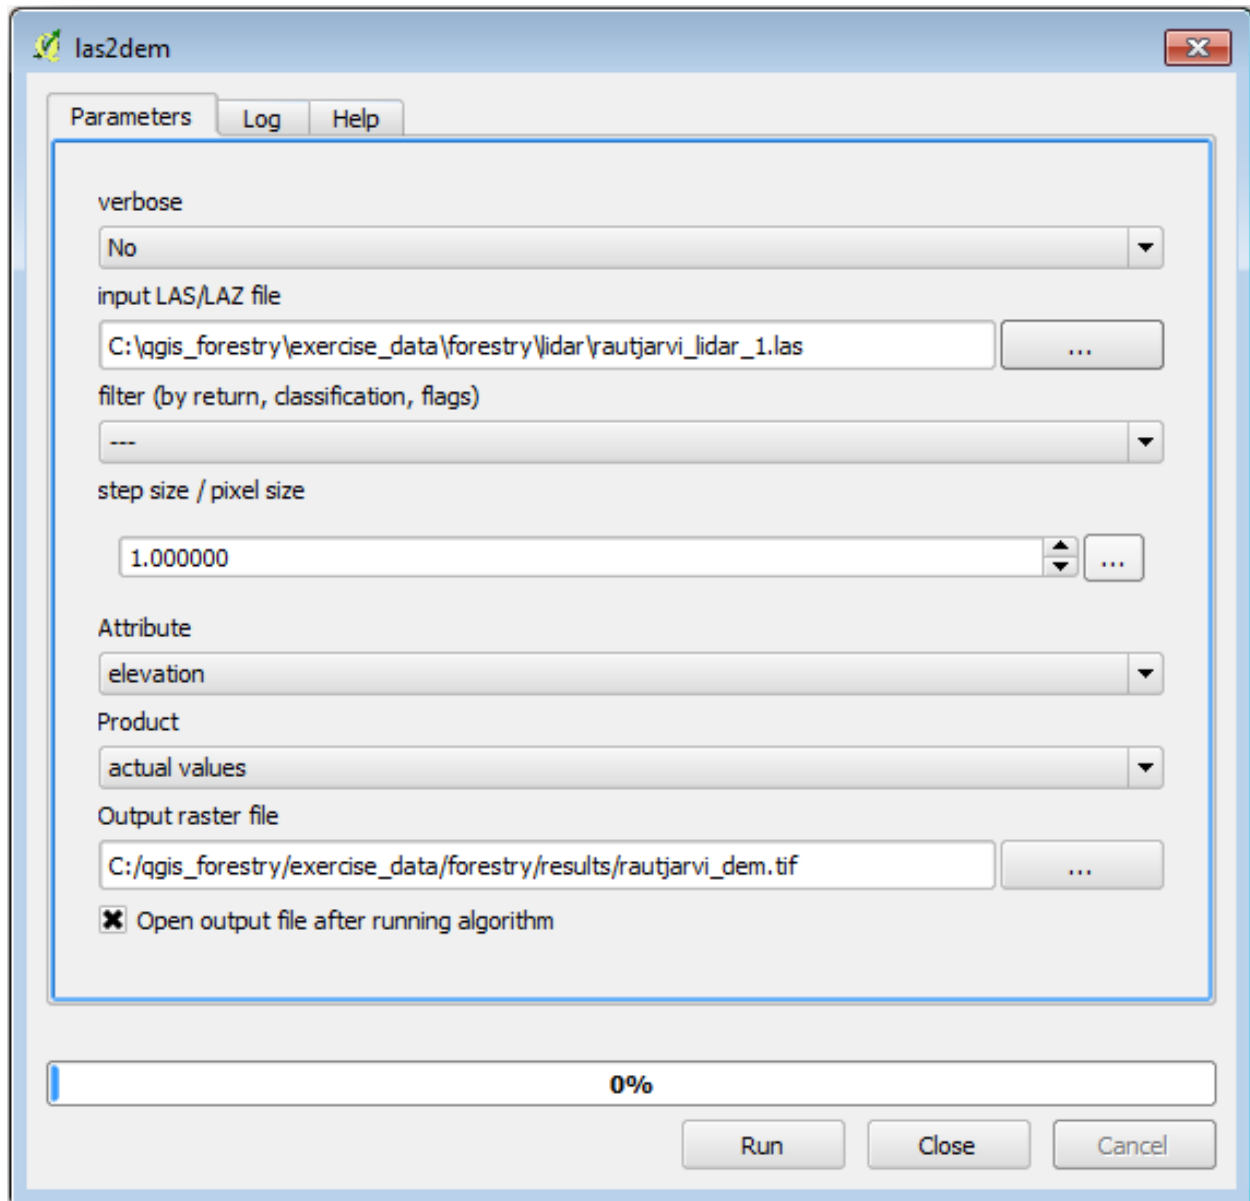 las2dem
Parameters
Log
Help
verbose
No
input LAS/LAZ file
C:\qgis_forestry\exercise_data\forestry\lidar\rautjarvi_lidar_1.las
...
filter (by return, classification, flags)
---
step size / pixel size
1.000000
...
Attribute
elevation
Product
actual values
Output raster file
C:/qgis_forestry/exercise_data/forestry/results/rautjarvi_dem.tif
...
Open output file after running algorithm
0%
Run
Close
Cancel